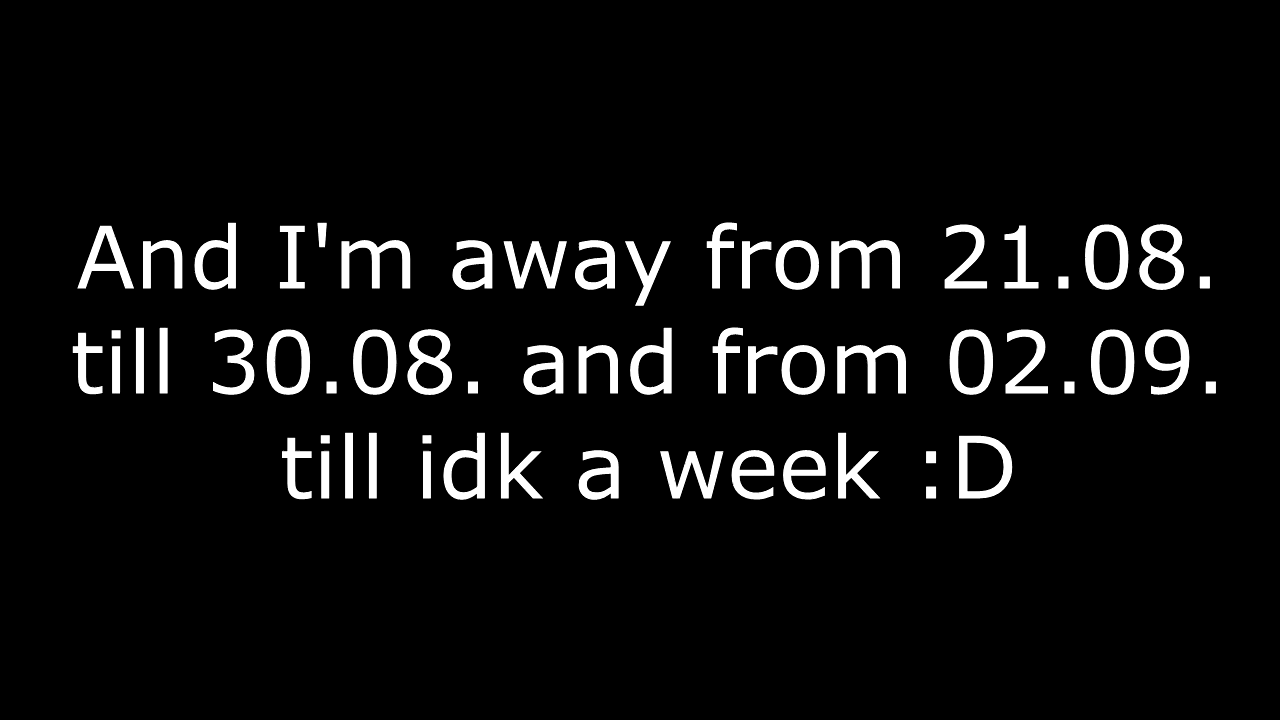 And I'm away from 21.08.
till 30.08. and from 02.09.
till idk a week :D